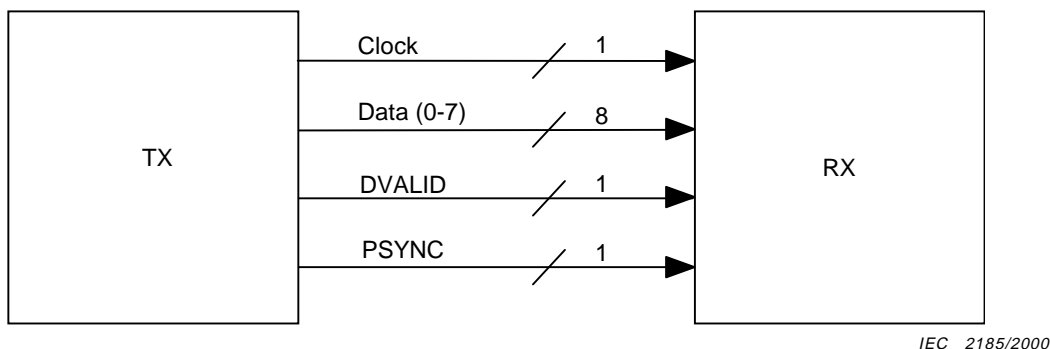 Clock 1
Data (0-7) 8
TX
RX
DVALID 1
PSYNC 1
IEC 2185/2000